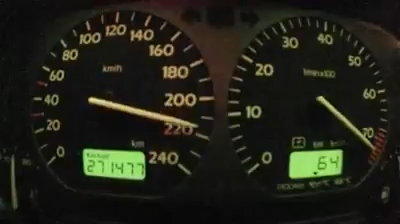 80 100 120 140 160 180 200 220 240
60 40 20 0
km/h
km
271477
10 20 30 40 50 60 70
0
1/min x 100
64